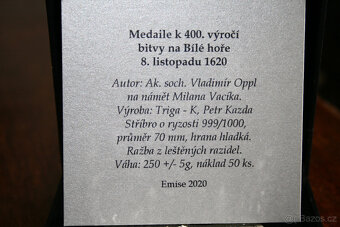 Medaile k 400. výročí
bitvy na Bílé hoře
8. listopadu 1620
Autor: Ak. soch. Vladimír Oppl
na námět Milana Vacíka.
Výroba: Triga - K, Petr Kazda
Stříbro o ryzosti 999/1000,
průměr 70 mm, hrana hladká.
Ražba z leštěných razidel.
Váha: 250 +/- 5g, náklad 50 ks.
Emise 2020
bazos.cz